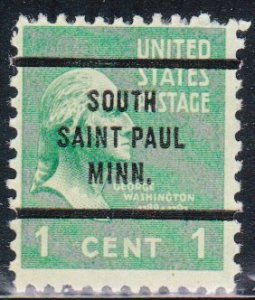 UNITED
STATES
POSTAGE
SOUTH
SAINT PAUL
MINN.
GEORGE
WASHINGTON
1 CENT 1